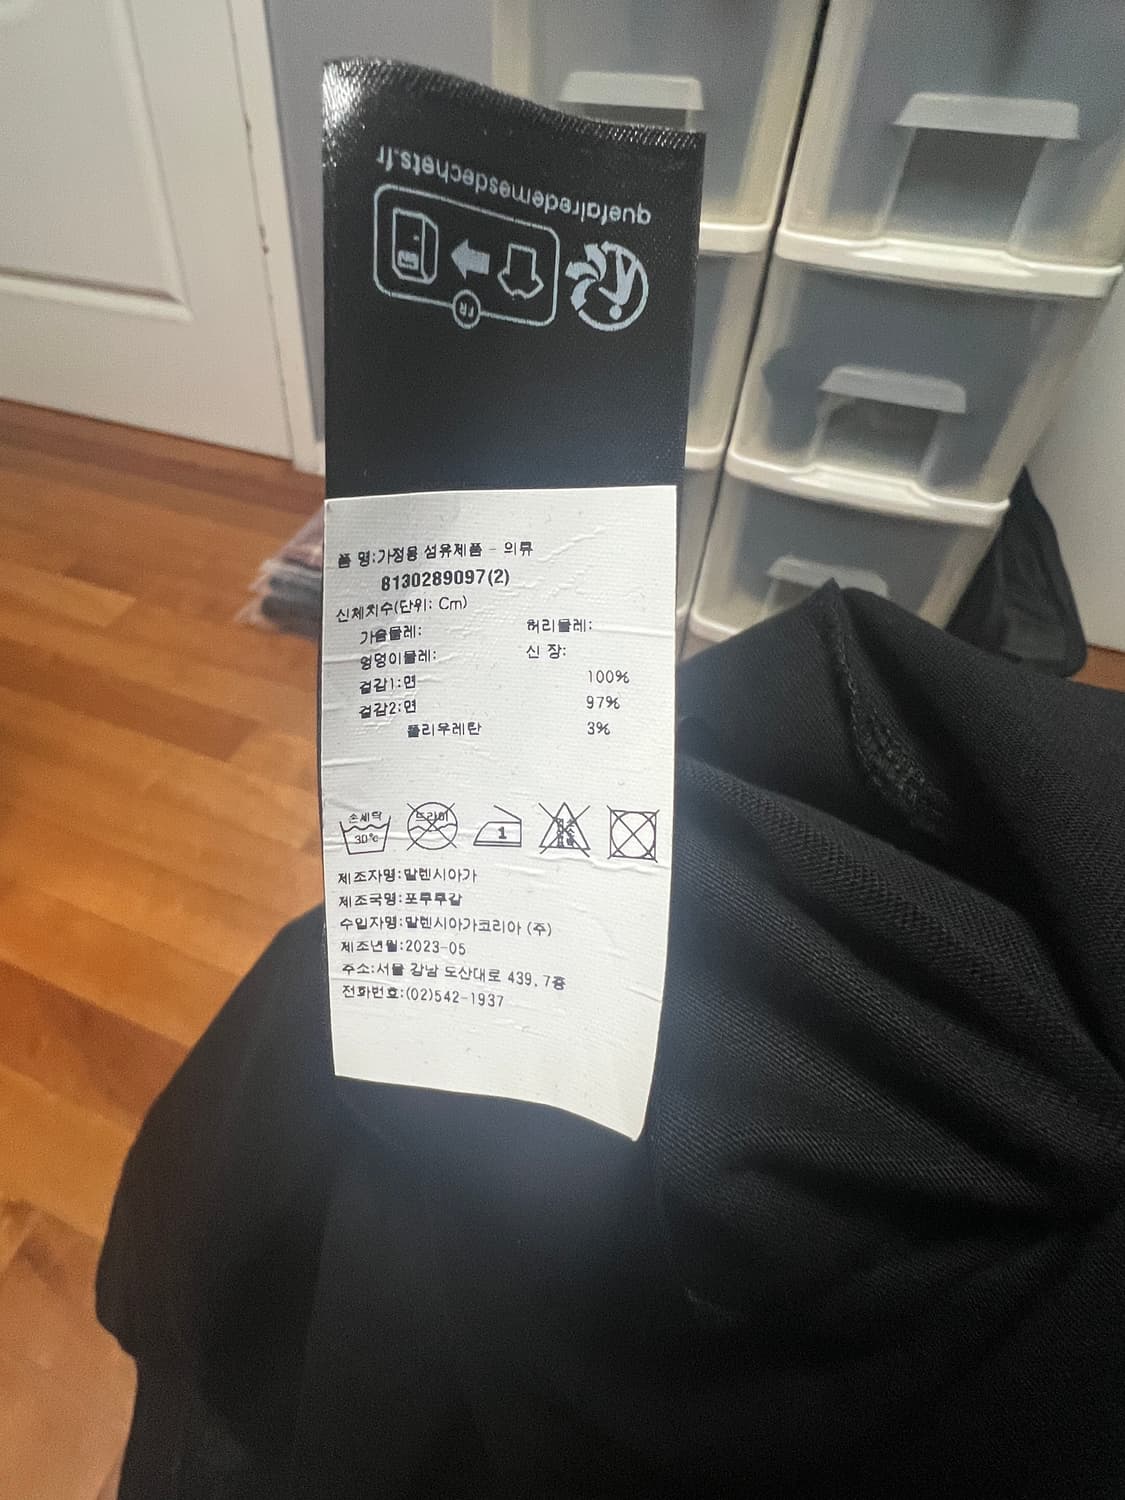 quefairedemesdechets.fr
FR
품 명:가정용 섬유제품 - 의류
8130289097(2)
신체치수(단위: Cm)
가슴둘레: 허리둘레:
엉덩이둘레: 신 장:
겉감1:면 100%
겉감2:면 97%
폴리우레탄 3%
손세탁 드라이
30℃ 1
제조자명:발렌시아가
제조국명:포루투갈
수입자명:발렌시아가코리아 (주)
제조년월:2023-05
주소:서울 강남 도산대로 439, 7층
전화번호:(02)542-1937